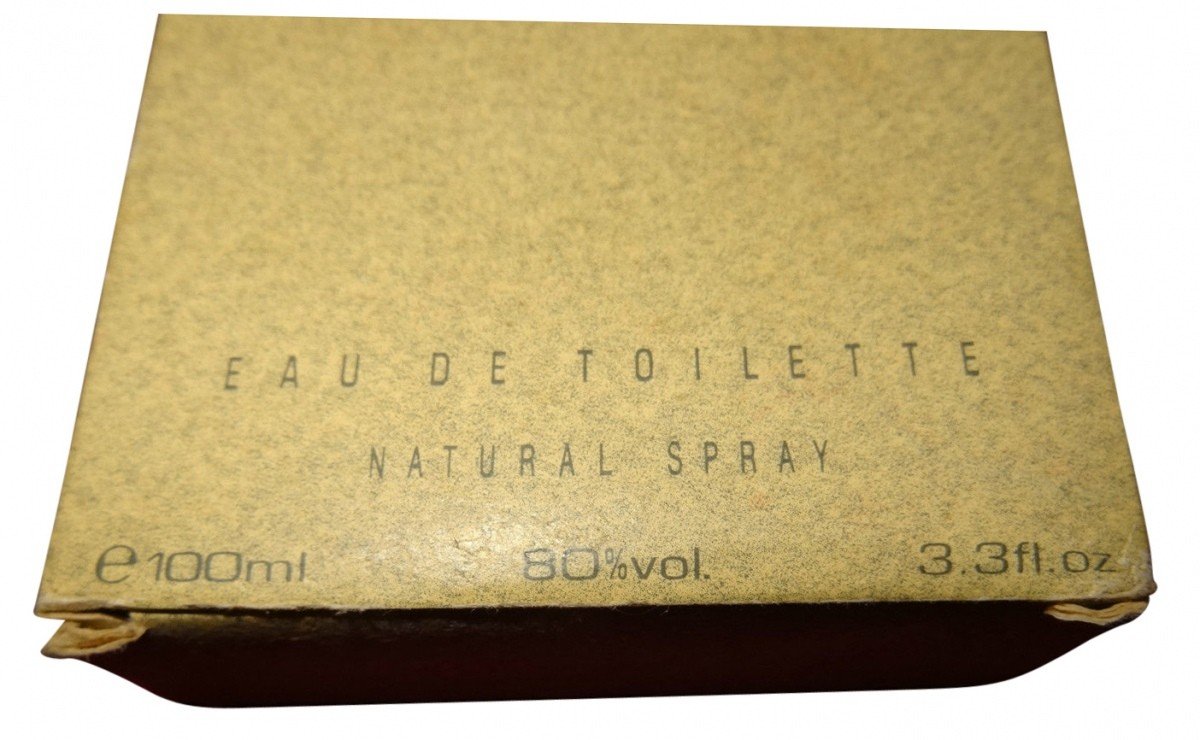 EAU DE TOILETTE
NATURAL SPRAY
℮100ml 80%vol. 3.3fl.oz